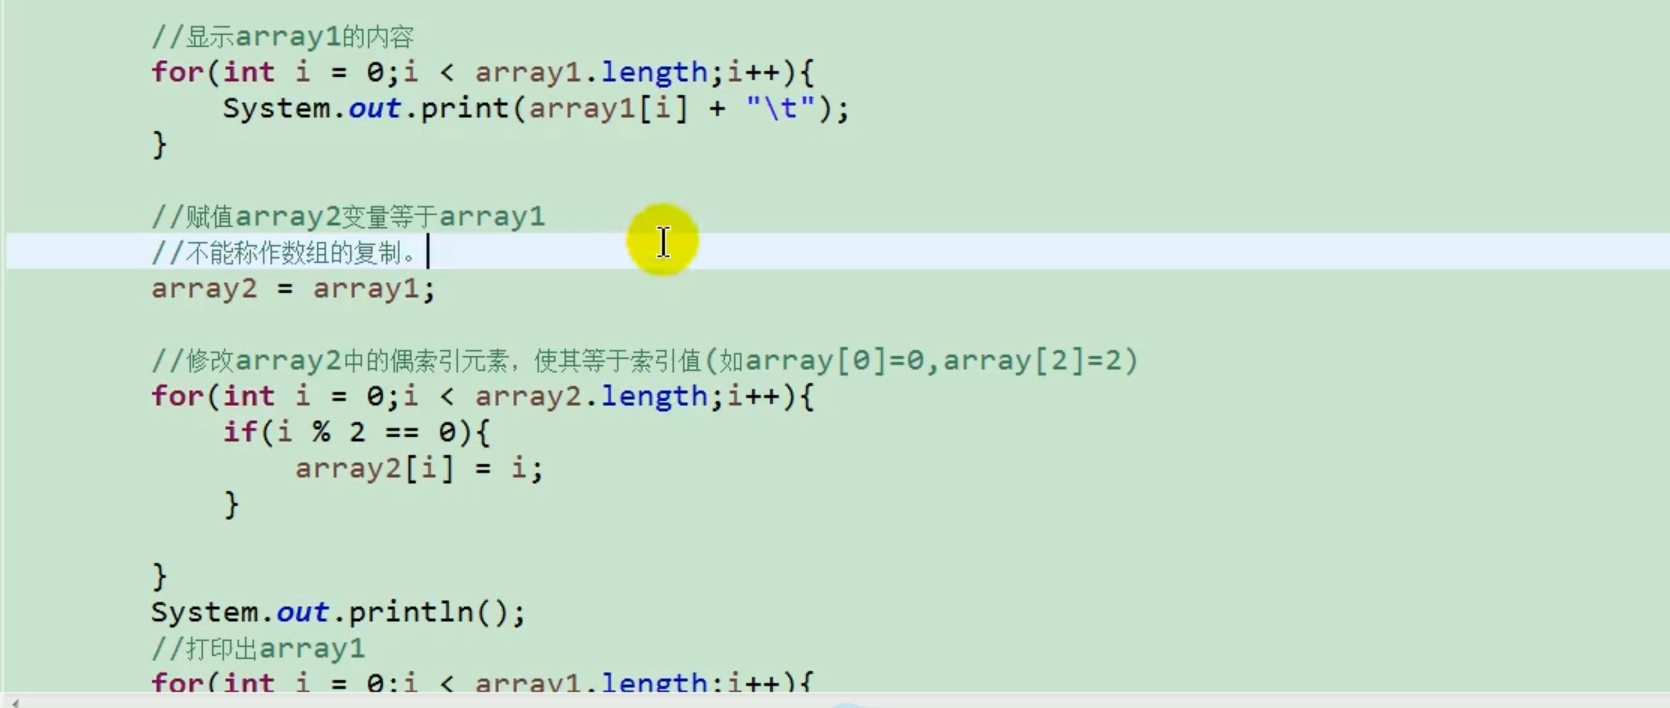 //显示array1的内容
for(int i = 0;i < array1.length;i++){
System.out.print(array1[i] + "\t");
}
//赋值array2变量等于array1
//不能称作数组的复制。
array2 = array1;
//修改array2中的偶索引元素，使其等于索引值(如array[0]=0,array[2]=2)
for(int i = 0;i < array2.length;i++){
if(i % 2 == 0){
array2[i] = i;
}
}
System.out.println();
//打印出array1
for(int i = 0;i < array1.length;i++){